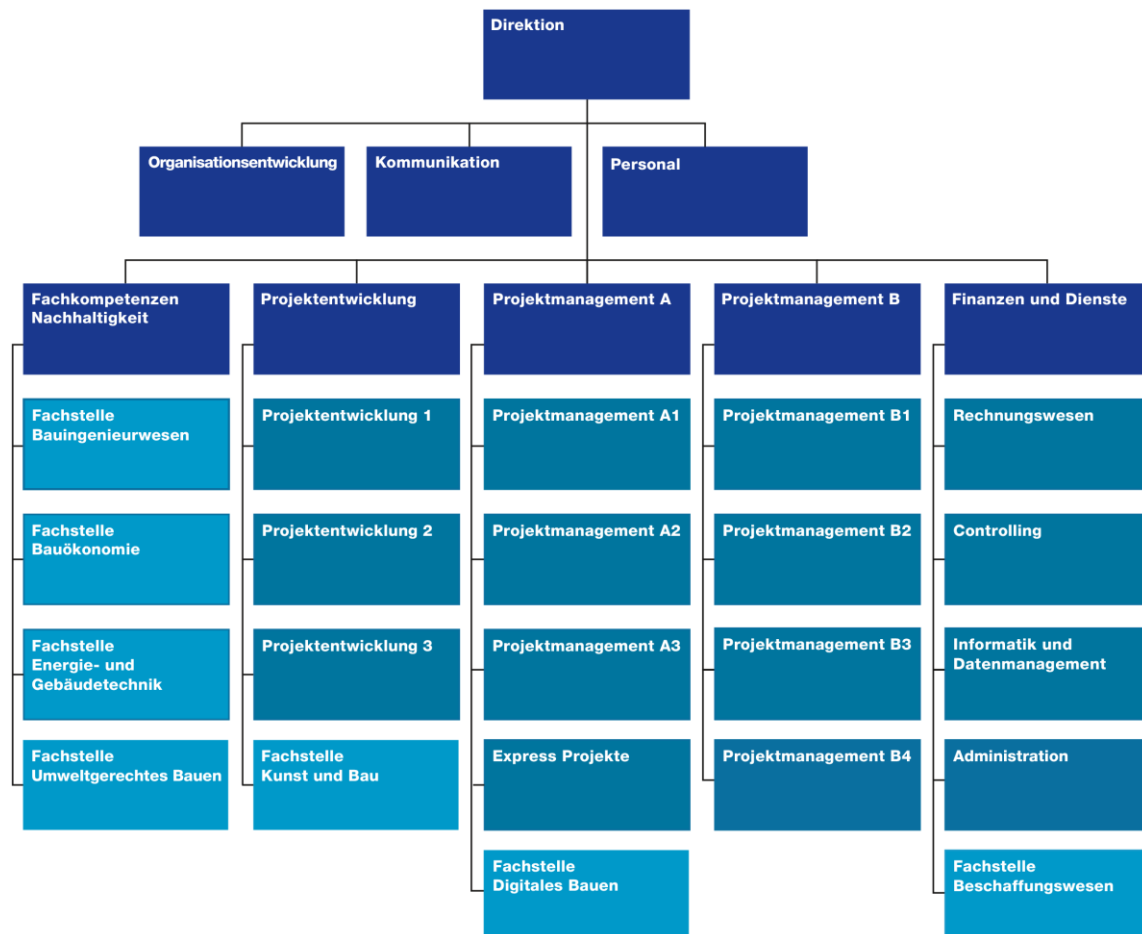 Direktion
Organisationsentwicklung
Kommunikation
Personal
Fachkompetenzen
Nachhaltigkeit
Projektentwicklung
Projektmanagement A
Projektmanagement B
Finanzen und Dienste
Fachstelle
Bauingenieurwesen
Projektentwicklung 1
Projektmanagement A1
Projektmanagement B1
Rechnungswesen
Fachstelle
Bauökonomie
Projektentwicklung 2
Projektmanagement A2
Projektmanagement B2
Controlling
Fachstelle
Energie- und
Gebäudetechnik
Projektentwicklung 3
Projektmanagement A3
Projektmanagement B3
Informatik und
Datenmanagement
Fachstelle
Umweltgerechtes Bauen
Fachstelle
Kunst und Bau
Express Projekte
Projektmanagement B4
Administration
Fachstelle
Digitales Bauen
Fachstelle
Beschaffungswesen